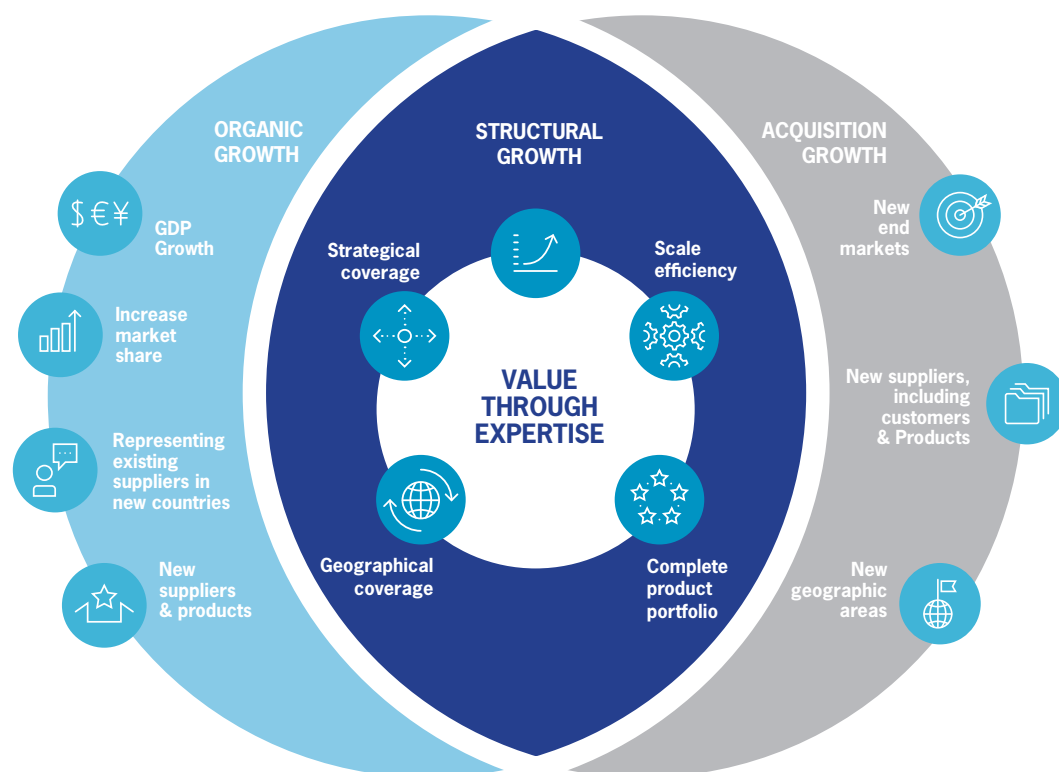 ORGANIC
GROWTH
$ € ¥
GDP
Growth
Increase
market
share
Representing
existing
suppliers in
new countries
New
suppliers
& products
STRUCTURAL
GROWTH
Strategical
coverage
Scale
efficiency
VALUE
THROUGH
EXPERTISE
Geographical
coverage
Complete
product
portfolio
ACQUISITION
GROWTH
New
end
markets
New suppliers,
including
customers
& Products
New
geographic
areas